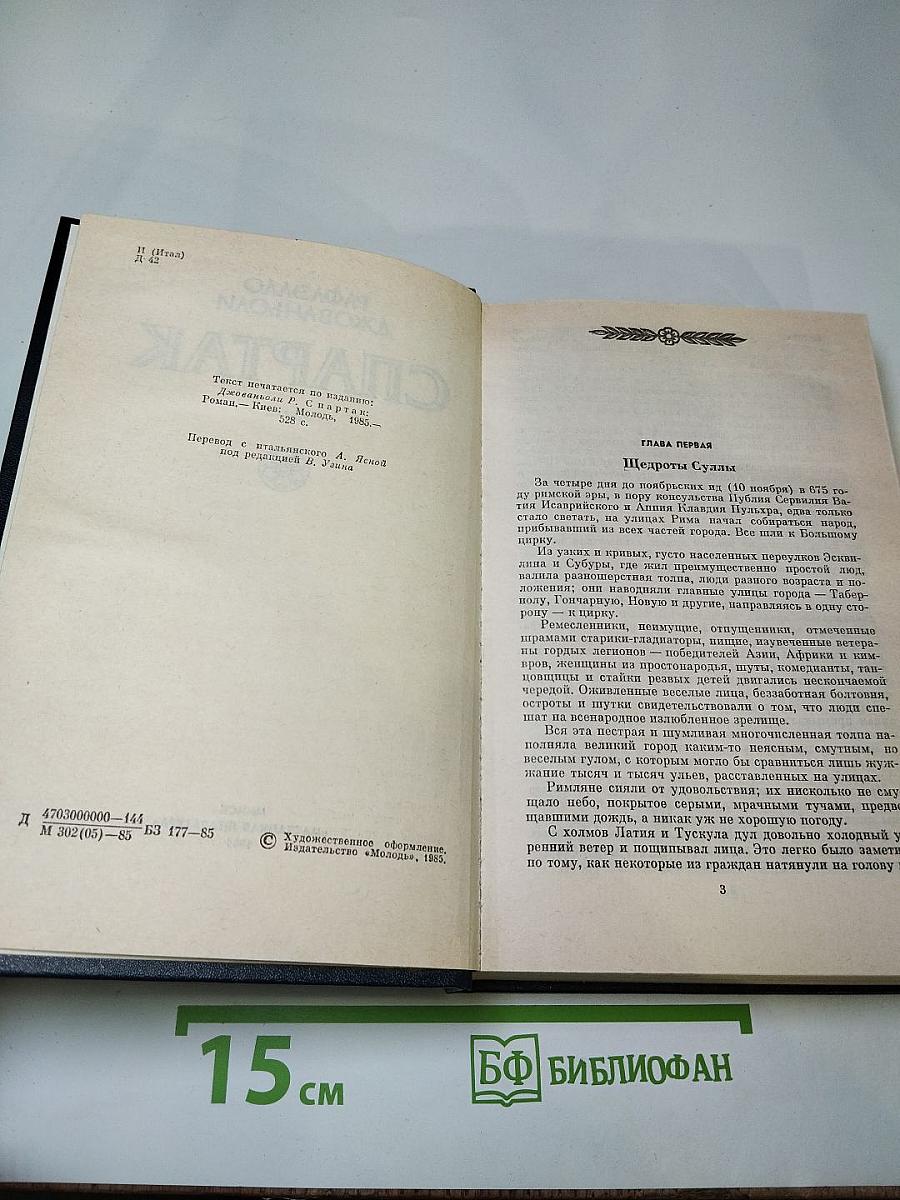 И (Итал)
Д 42
Текст печатается по изданию:
Джованьоли Р. Спартак:
Роман.— Киев: Молодь, 1985.—
528 с.
Перевод с итальянского А. Ясной
под редакцией В. Узина
Д 4703000000—144
М 302(05)—85 БЗ 177—85
© Художественное оформление.
Издательство «Молодь», 1985.
ГЛАВА ПЕРВАЯ
Щедроты Суллы
За четыре дня до ноябрьских ид (10 ноября) в 675 го-
ду римской эры, в пору консульства Публия Сервилия Ва-
тия Исаврийского и Аппия Клавдия Пульхра, едва только
стало светать, на улицах Рима начал собираться народ,
прибывавший из всех частей города. Все шли к Большому
цирку.
Из узких и кривых, густо населенных переулков Эскви-
лина и Субуры, где жил преимущественно простой люд,
валила разношерстная толпа, люди разного возраста и по-
ложения; они наводняли главные улицы города — Табер-
нолу, Гончарную, Новую и другие, направляясь в одну сто-
рону — к цирку.
Ремесленники, неимущие, отпущенники, отмеченные
шрамами старики-гладиаторы, нищие, изувеченные ветера-
ны гордых легионов — победителей Азии, Африки и ким-
вров, женщины из простонародья, шуты, комедианты, тан-
цовщицы и стайки резвых детей двигались нескончаемой
чередой. Оживленные веселые лица, беззаботная болтовня,
остроты и шутки свидетельствовали о том, что люди спе-
шат на всенародное излюбленное зрелище.
Вся эта пестрая и шумливая многочисленная толпа на-
полняла великий город каким-то неясным, смутным, но
веселым гулом, с которым могло бы сравниться лишь жуж-
жание тысяч и тысяч ульев, расставленных на улицах.
Римляне сияли от удовольствия; их нисколько не сму
щало небо, покрытое серыми, мрачными тучами, предве
щавшими дождь, а никак уж не хорошую погоду.
С холмов Латия и Тускула дул довольно холодный у
ренний ветер и пощипывал лица. Это легко было замети
по тому, как некоторые из граждан натянули на голову
3
15 см
БФ БИБЛИОФАН
РАФАЭЛЛО
ДЖОВАНЬОЛИ
СПАРТАК